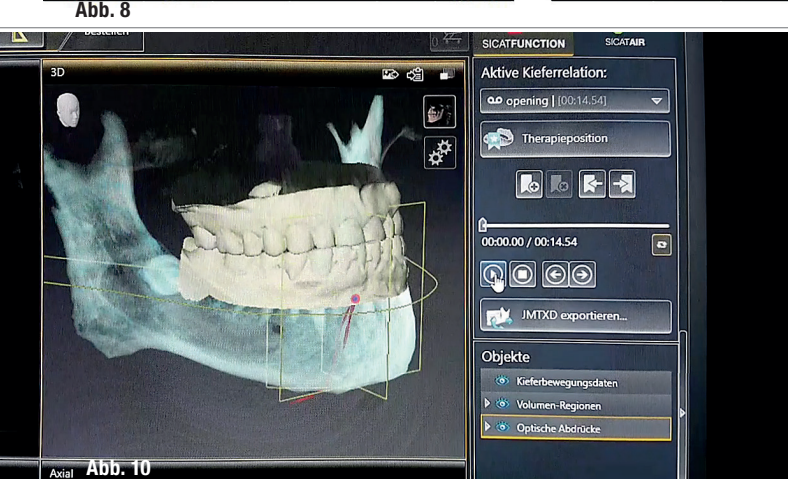 Abb. 8
Bestellen
SICATFUNCTION
SICATAIR
3D
Aktive Kieferrelation:
opening | [00:14.54]
Therapieposition
00:00.00 / 00:14.54
JMTXD exportieren...
Objekte
Kieferbewegungsdaten
Volumen-Regionen
Optische Abdrücke
Axial
Abb. 10